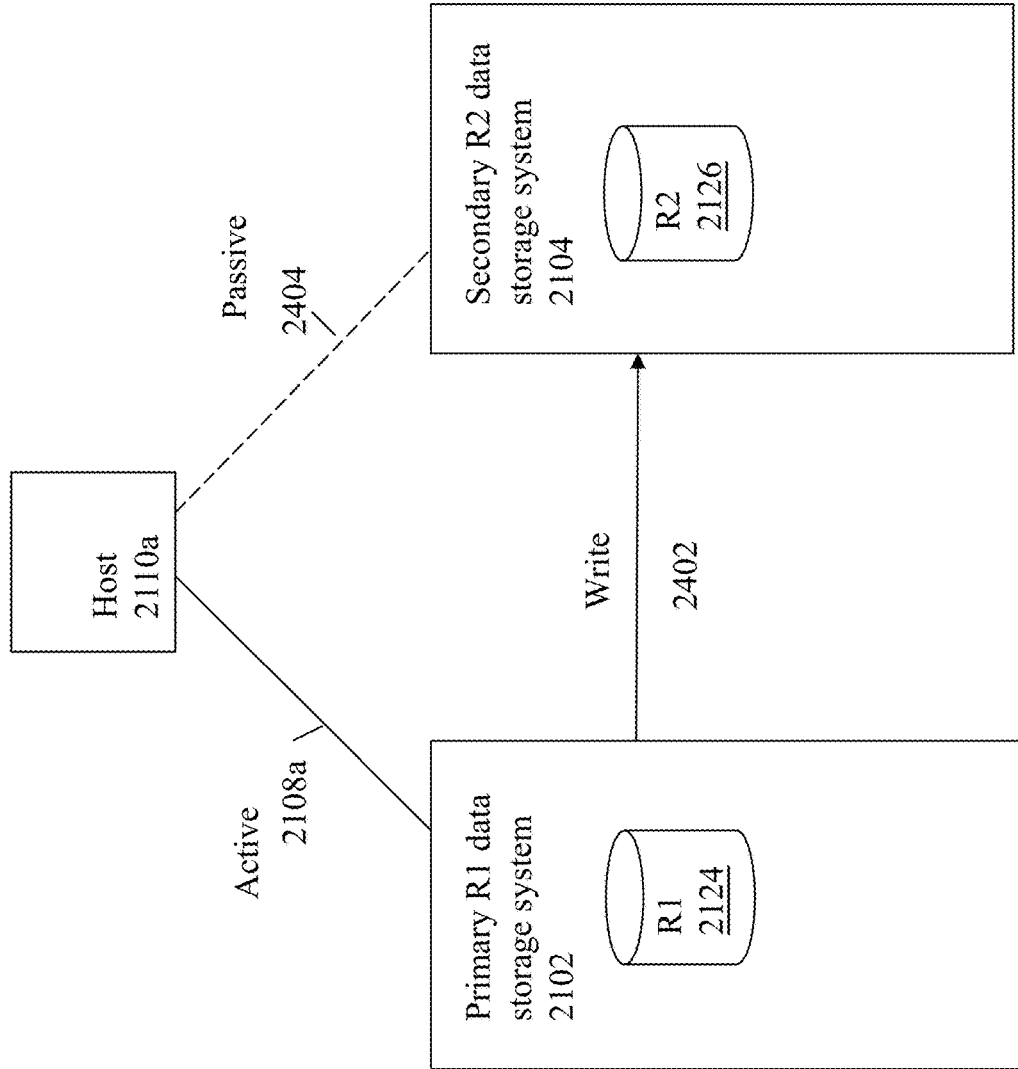 Host
2110a
Active
2108a
Passive
2404
Primary R1 data
storage system
2102
R1
2124
Write
2402
Secondary R2 data
storage system
2104
R2
2126